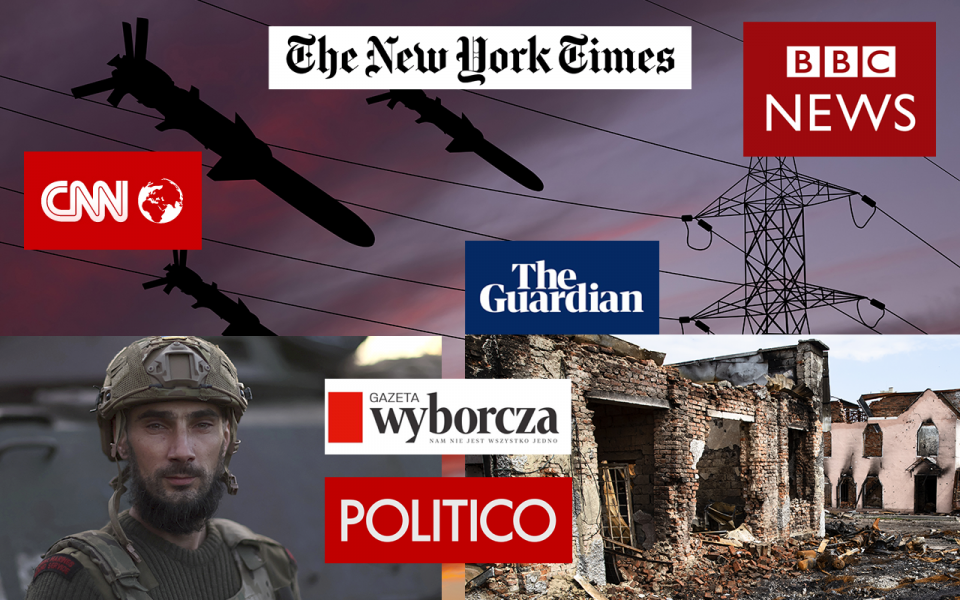 The New York Times
BBC
NEWS
CNN
The
Guardian
GAZETA
wyborcza
NAM NIE JEST WSZYSTKO JEDNO
POLITICO